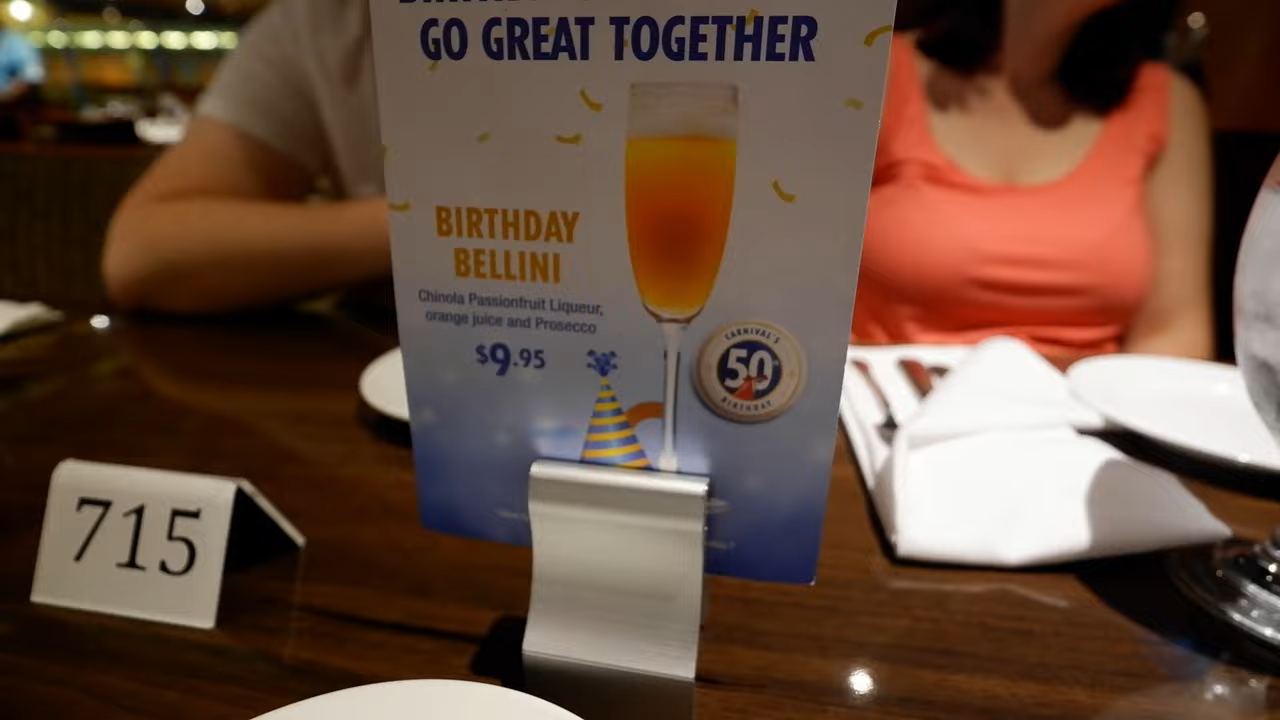 GO GREAT TOGETHER
BIRTHDAY
BELLINI
Chinola Passionfruit Liqueur,
orange juice and Prosecco
$9.95
CARNIVAL'S
50
BIRTHDAY
715